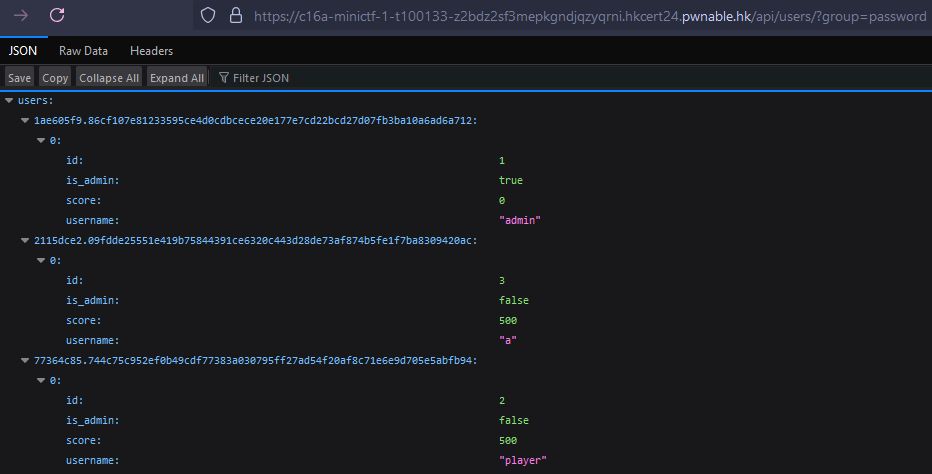 https://c16a-minictf-1-t100133-z2bdz2sf3mepkgndjqzyqrni.hkcert24.pwnable.hk/api/users/?group=password
JSON Raw Data Headers
Save Copy Collapse All Expand All Filter JSON
users:
1ae605f9.86cf107e81233595ce4d0cdbcece20e177e7cd22bcd27d07fb3ba10a6ad6a712:
0:
id: 1
is_admin: true
score: 0
username: "admin"
2115dce2.09fdde25551e419b75844391ce6320c443d28de73af874b5fe1f7ba8309420ac:
0:
id: 3
is_admin: false
score: 500
username: "a"
77364c85.744c75c952ef0b49cdf77383a030795ff27ad54f20af8c71e6e9d705e5abfb94:
0:
id: 2
is_admin: false
score: 500
username: "player"